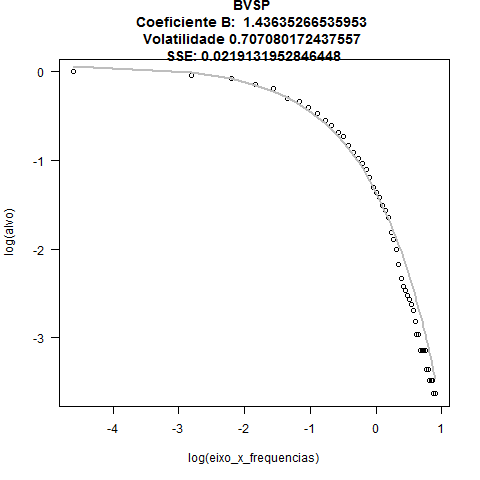 BVSP
Coeficiente B:  1.43635266535953
Volatilidade 0.707080172437557
SSE: 0.0219131952846448
0
-1
-2
-3
log(alvo)
-4 -3 -2 -1 0 1
log(eixo_x_frequencias)